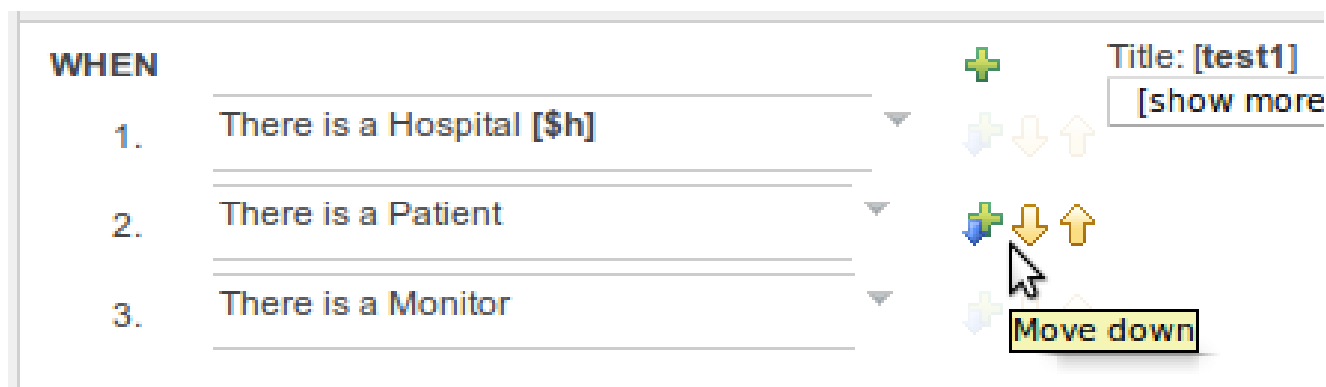 WHEN
Title: [test1]
[show more
1. There is a Hospital [$h]
2. There is a Patient
3. There is a Monitor
Move down